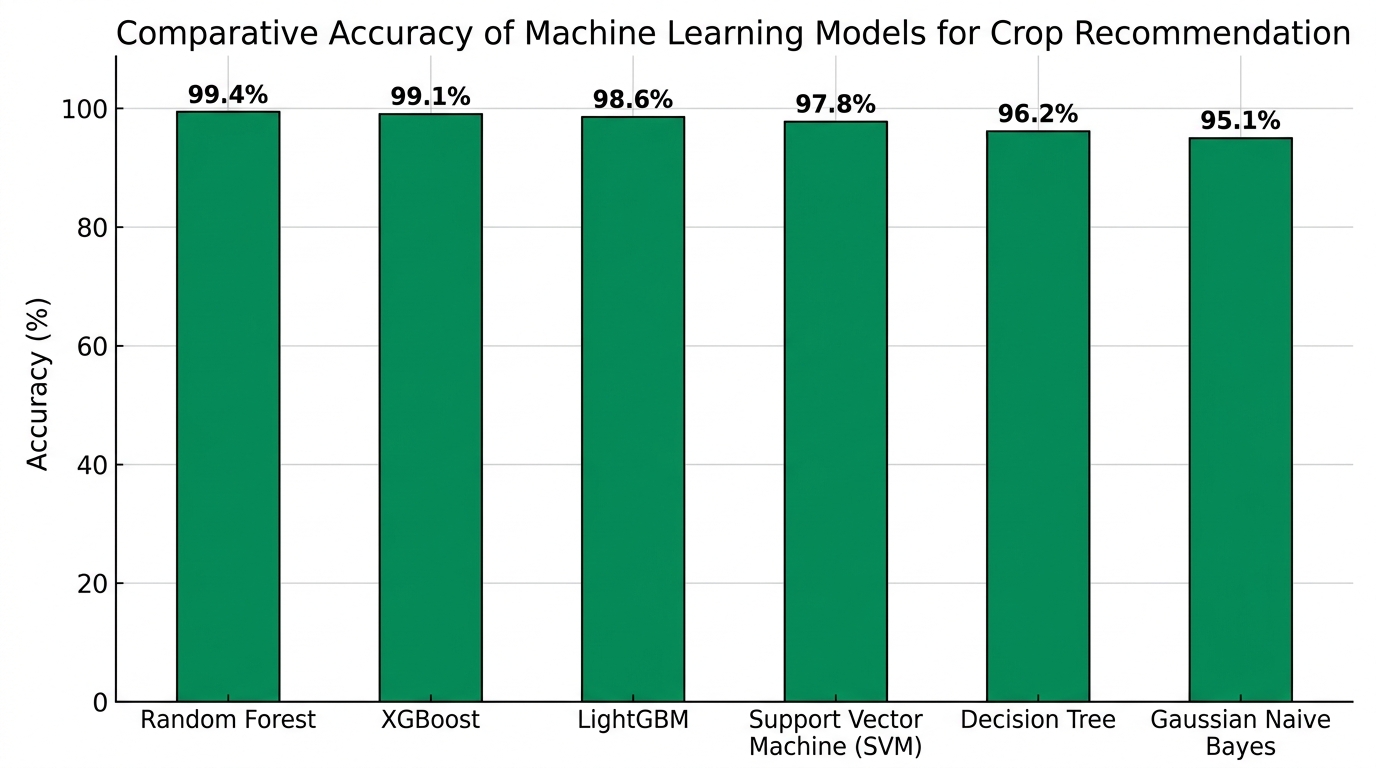 Comparative Accuracy of Machine Learning Models for Crop Recommendation
99.4%
99.1%
98.6%
97.8%
96.2%
95.1%
100
80
60
40
20
0
Accuracy (%)
Random Forest
XGBoost
LightGBM
Support Vector
Machine (SVM)
Decision Tree
Gaussian Naive
Bayes